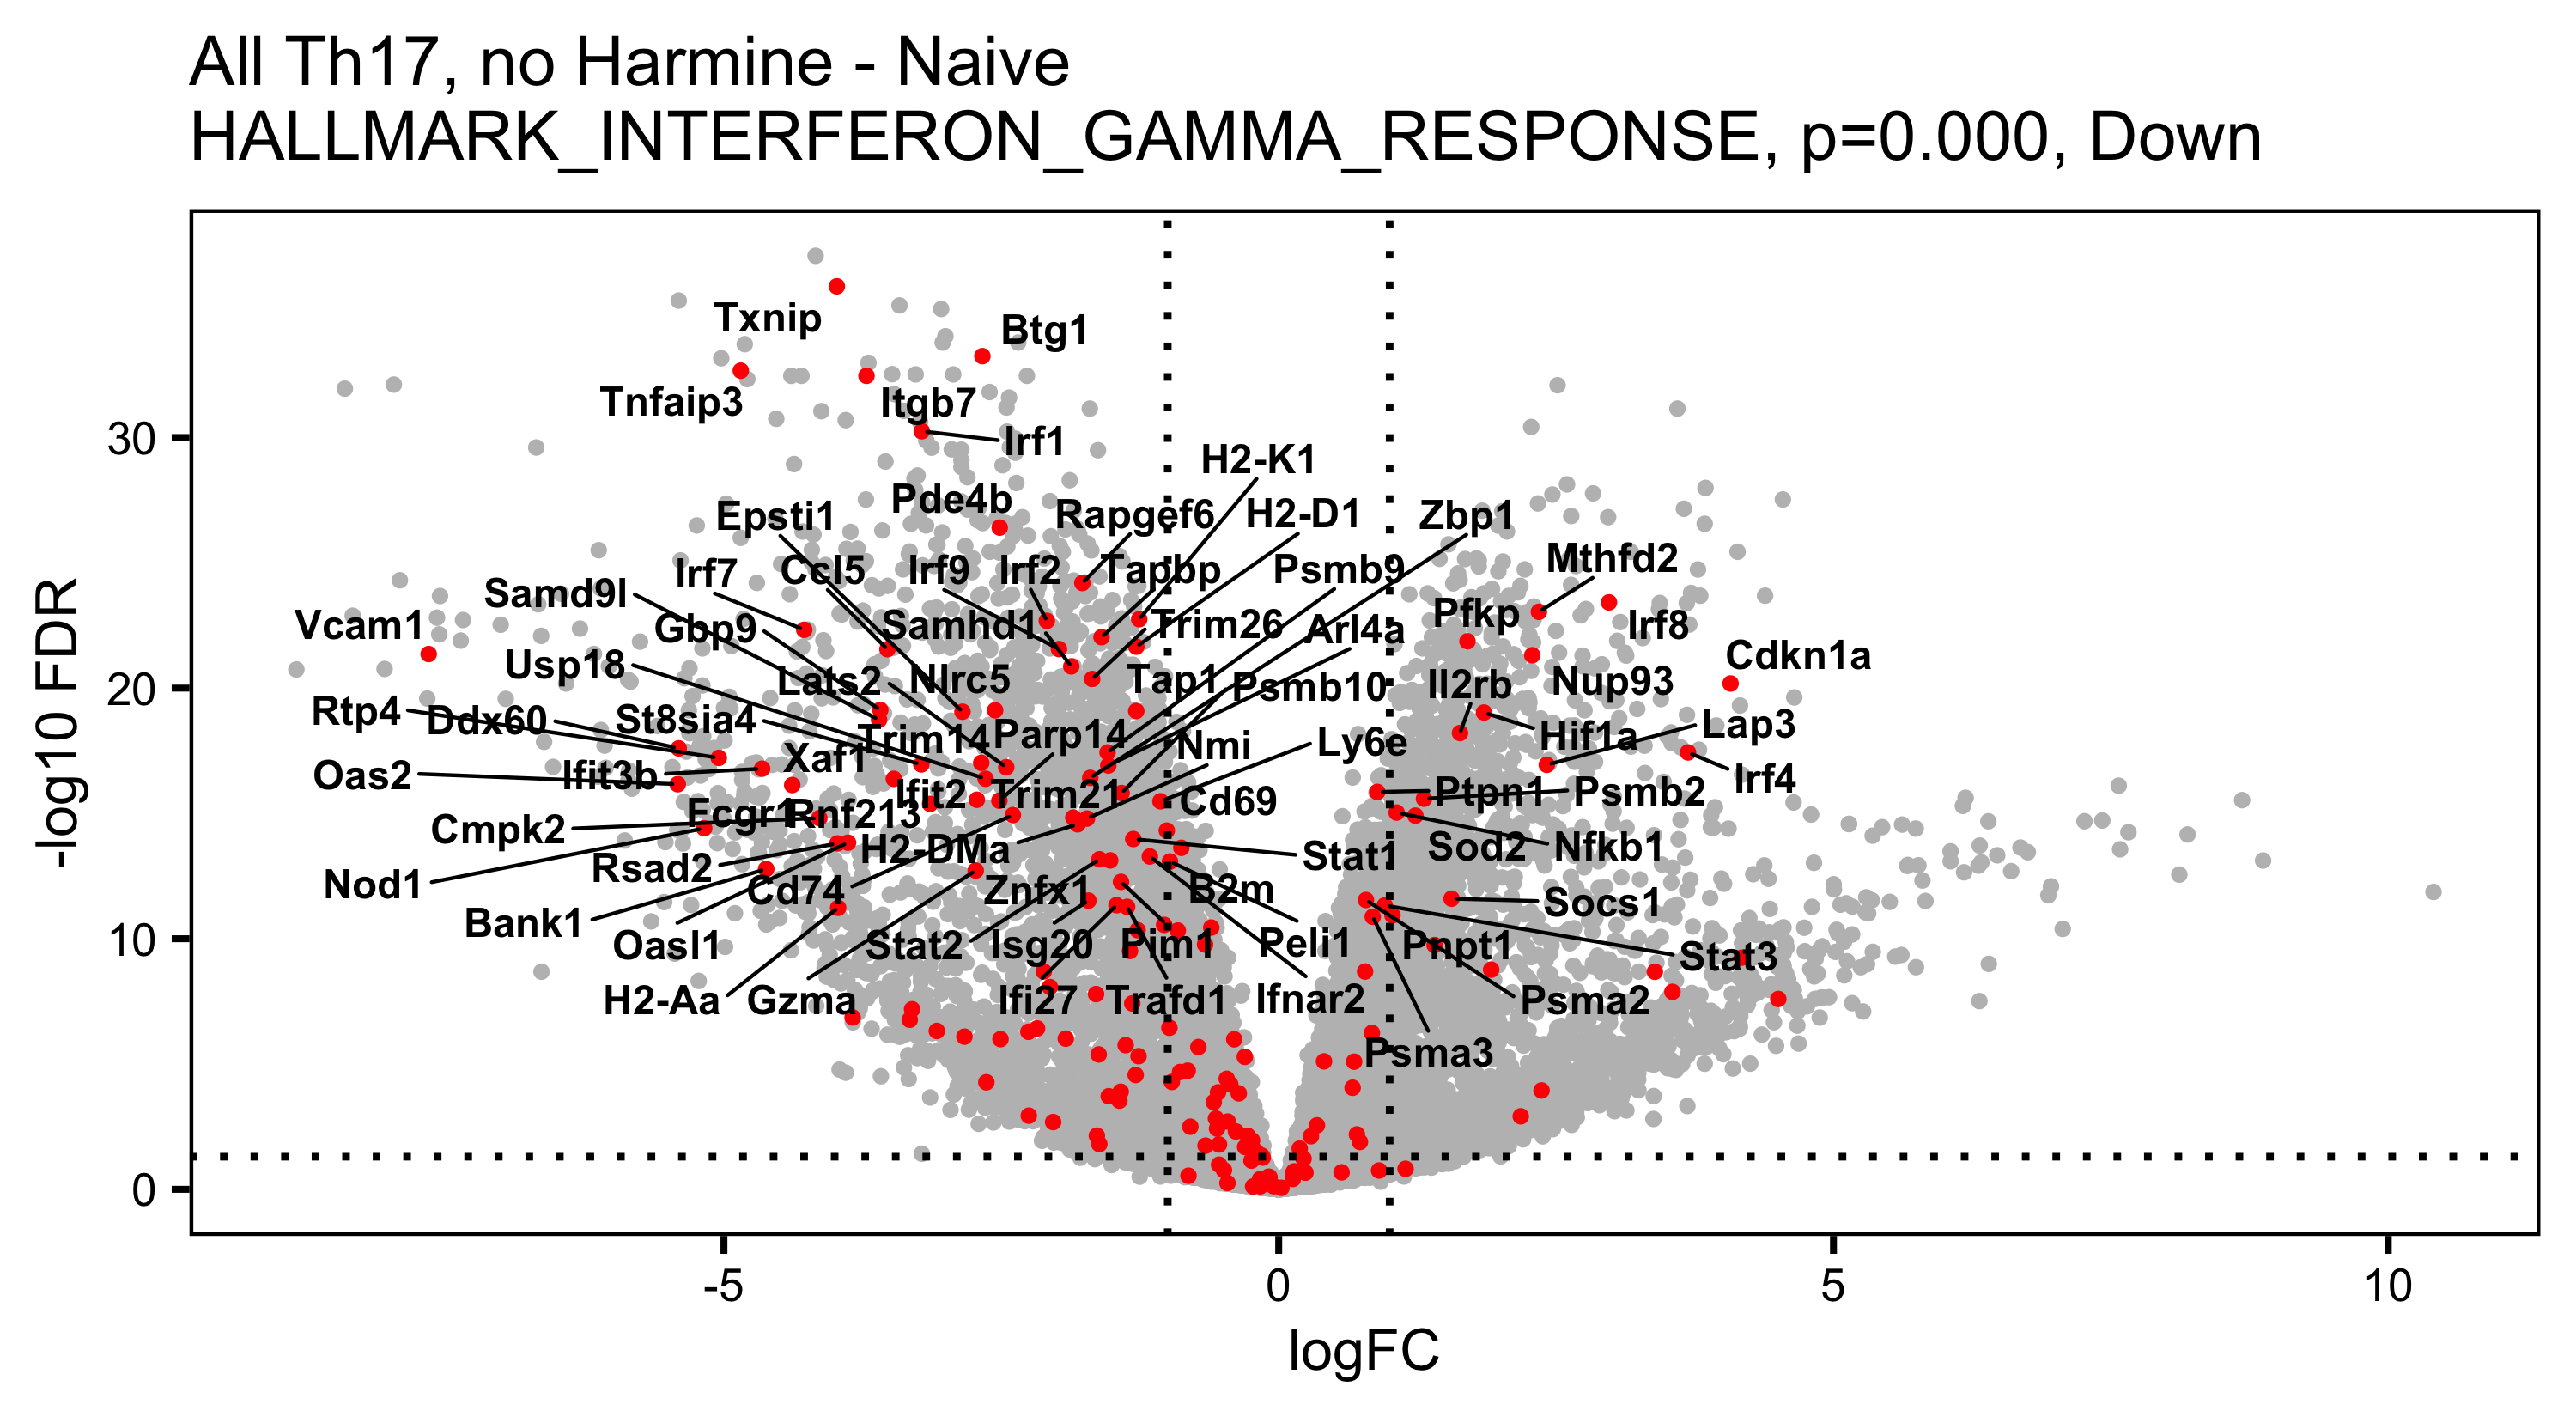 All Th17, no Harmine - Naive
HALLMARK_INTERFERON_GAMMA_RESPONSE, p=0.000, Down
-log10 FDR
30
20
10
0
Txnip
Btg1
Tnfaip3
Itgb7
Irf1
H2-K1
Pde4b
Epsti1
Rapgef6
H2-D1
Zbp1
Mthfd2
Irf7
Ccl5
Irf9
Irf2
Tapbp
Psmb9
Samd9l
Pfkp
Vcam1
Gbp9
Samhd1
Trim26
Arl4a
Irf8
Usp18
Cdkn1a
Lats2
Nlrc5
Tap1
Psmb10
Il2rb
Nup93
Rtp4
Ddx60
St8sia4
Trim14
Parp14
Nmi
Ly6e
Hif1a
Lap3
Oas2
Ifit3b
Xaf1
Irf4
Ifit2
Trim21
Cd69
Ptpn1
Psmb2
Cmpk2
Fcgr1
Rnf213
H2-DMa
Stat1
Sod2
Nfkb1
Nod1
Rsad2
Cd74
Znfx1
B2m
Socs1
Bank1
Oasl1
Stat2
Isg20
Pim1
Peli1
Pnpt1
Stat3
H2-Aa
Gzma
Ifi27
Trafd1
Ifnar2
Psma2
Psma3
-5
0
5
10
logFC